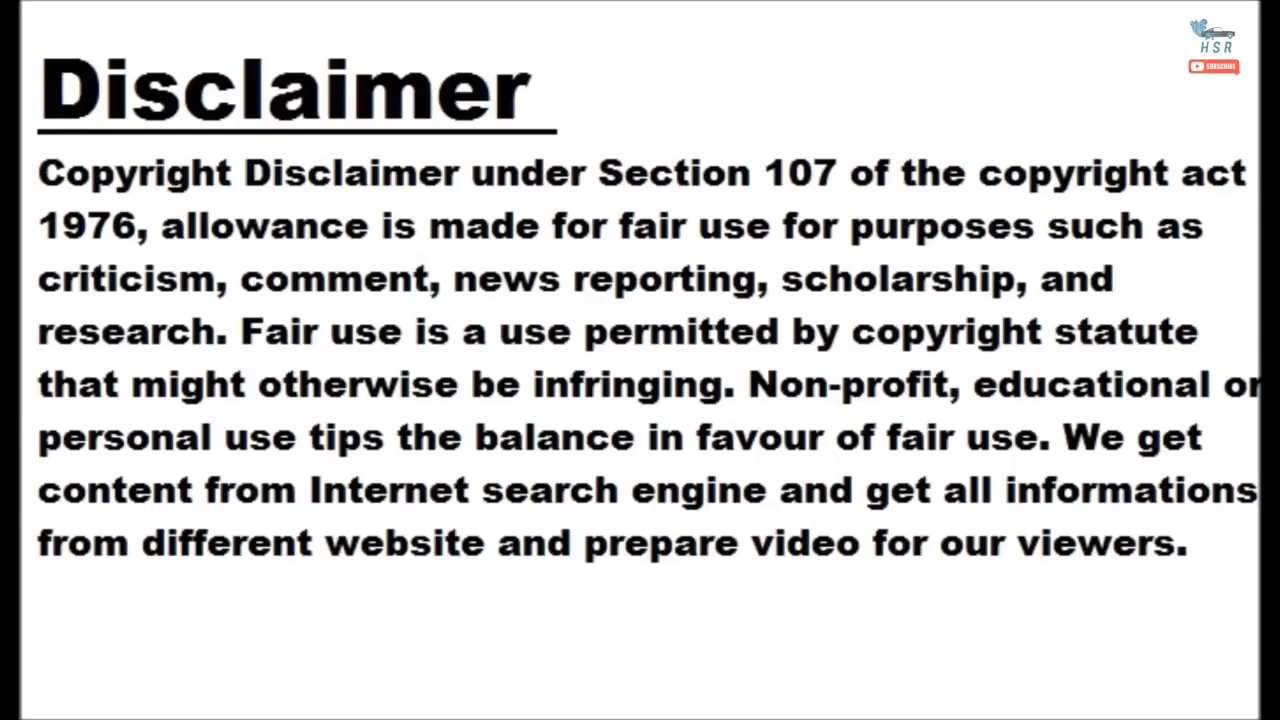 HSR
SUBSCRIBE
Disclaimer
Copyright Disclaimer under Section 107 of the copyright act
1976, allowance is made for fair use for purposes such as
criticism, comment, news reporting, scholarship, and
research. Fair use is a use permitted by copyright statute
that might otherwise be infringing. Non-profit, educational or
personal use tips the balance in favour of fair use. We get
content from Internet search engine and get all informations
from different website and prepare video for our viewers.